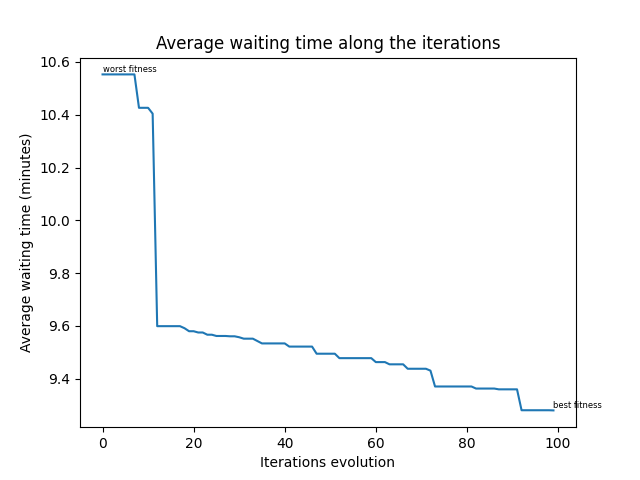 Average waiting time along the iterations
10.6
worst fitness
10.4
10.2
10.0
9.8
9.6
9.4
Average waiting time (minutes)
best fitness
0 20 40 60 80 100
Iterations evolution